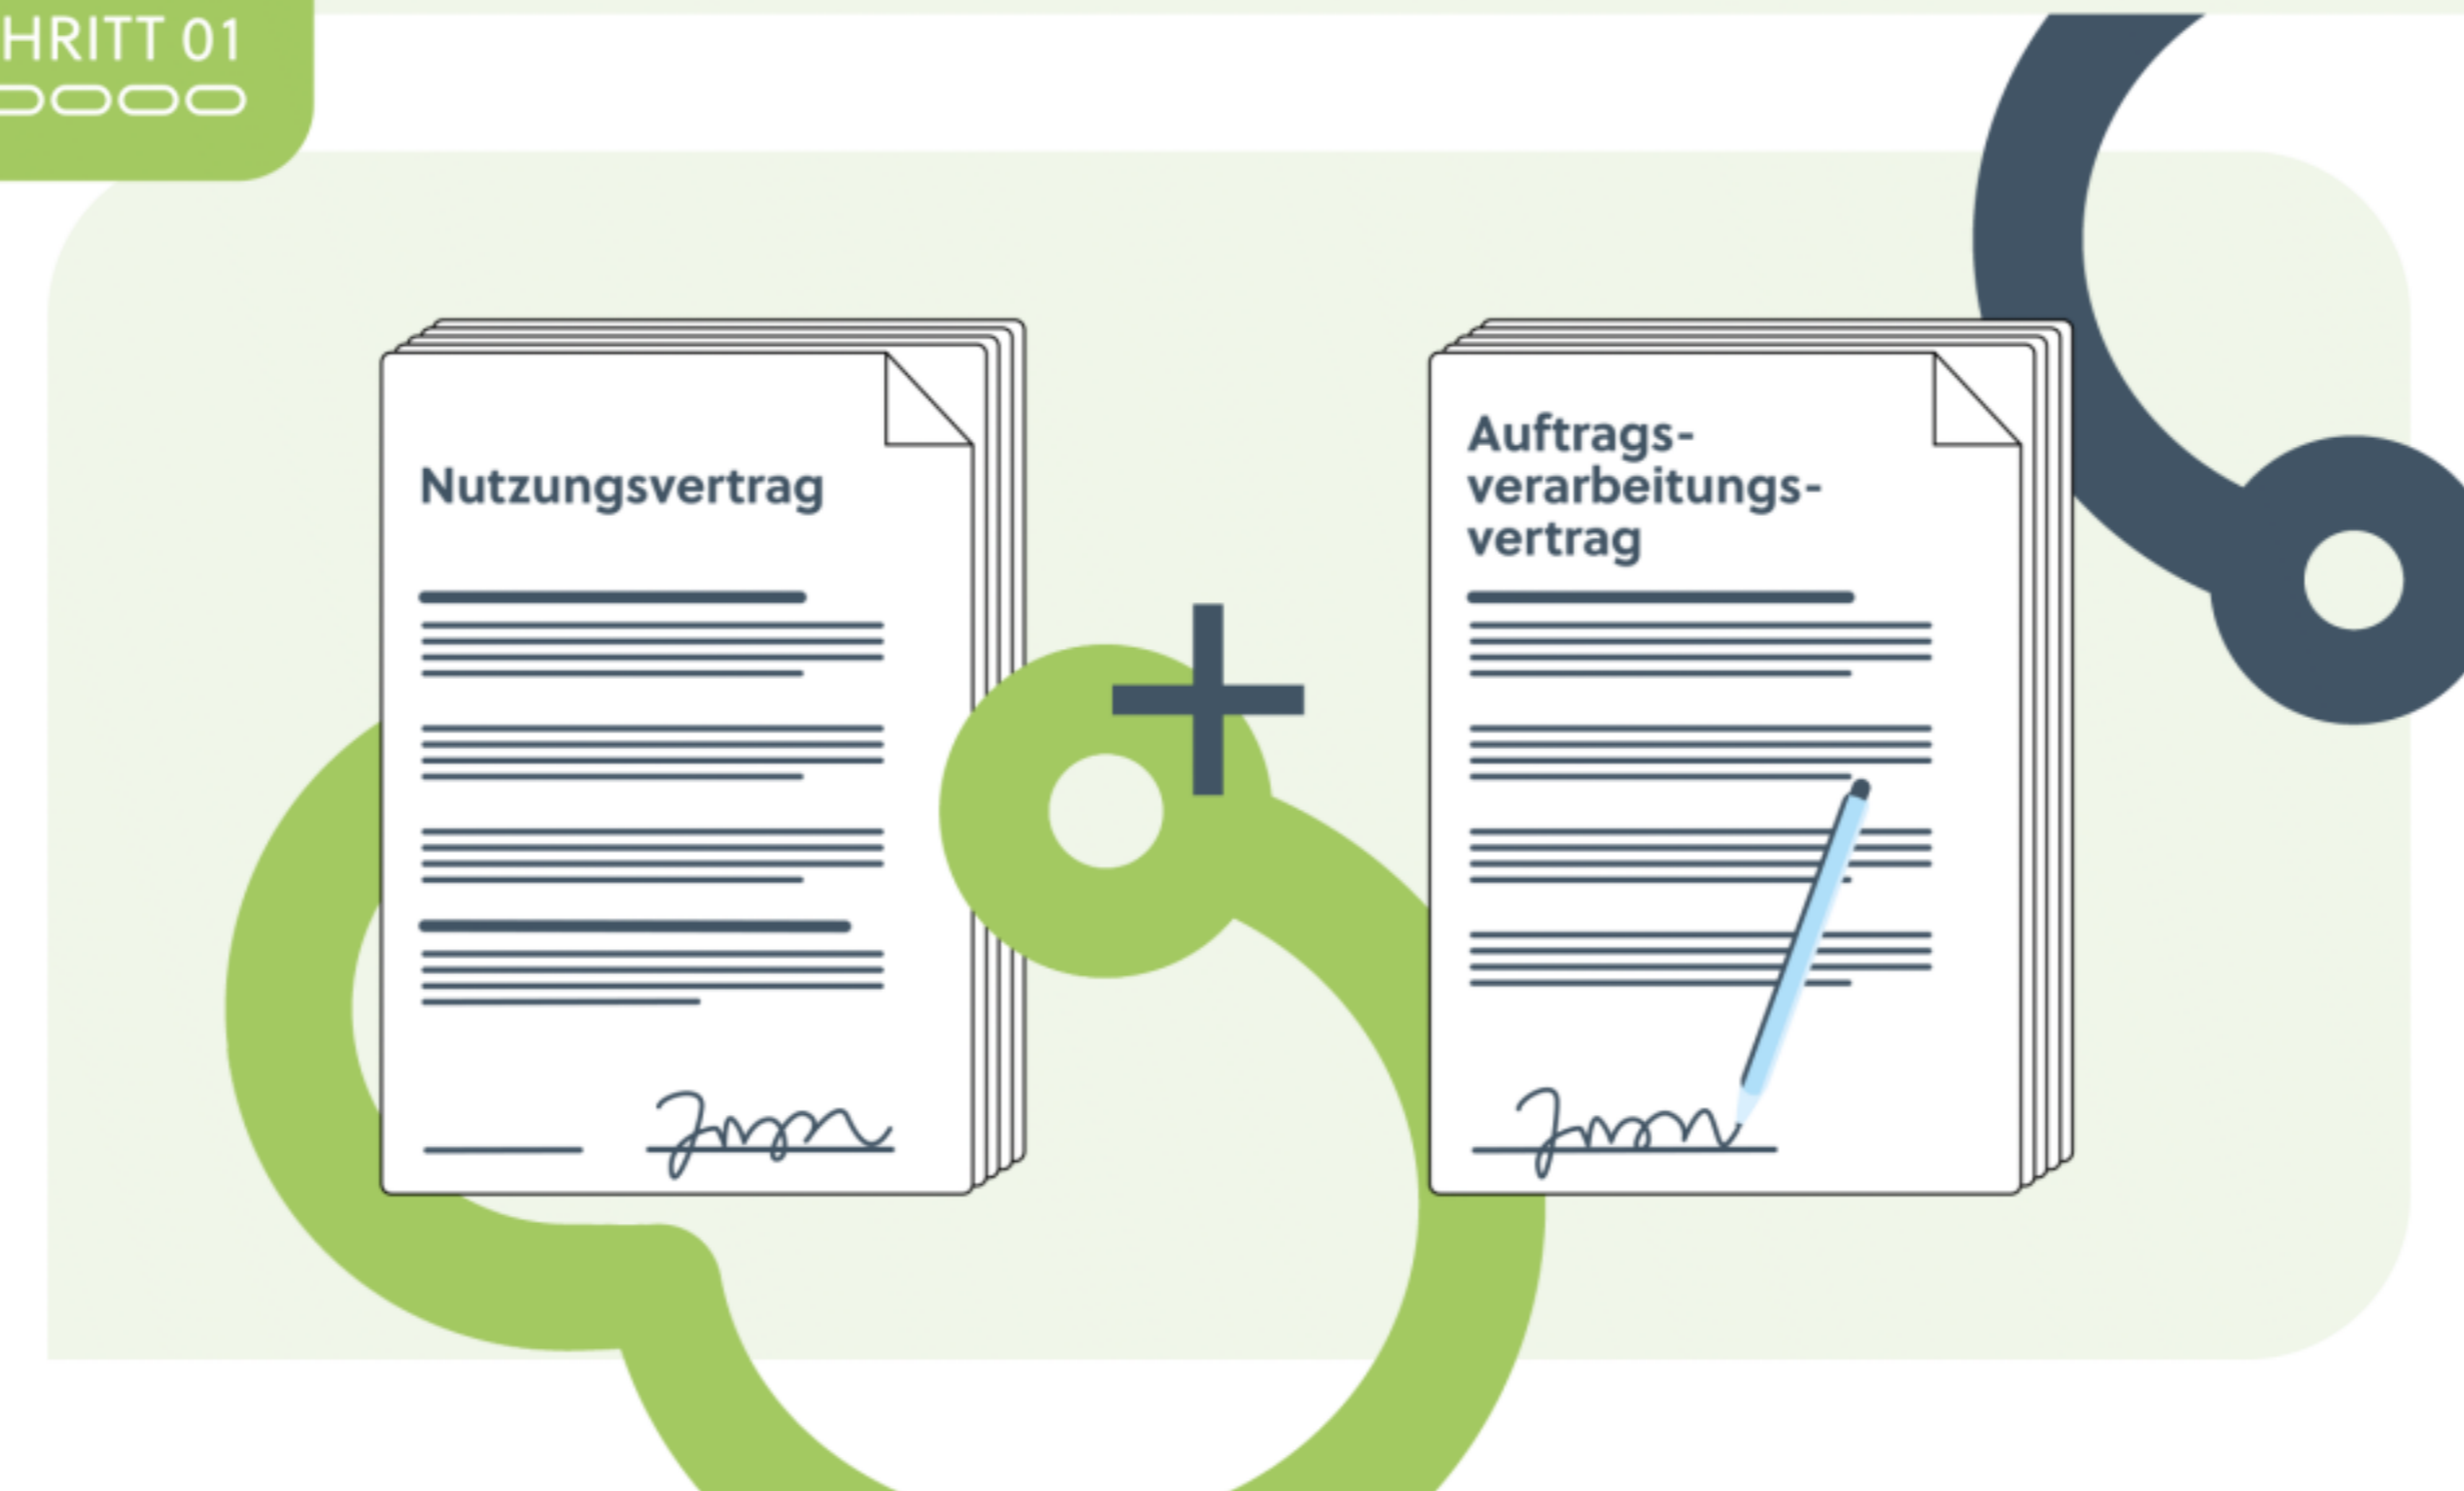 HRITT 01
Nutzungsvertrag
Auftrags-
verarbeitungs-
vertrag